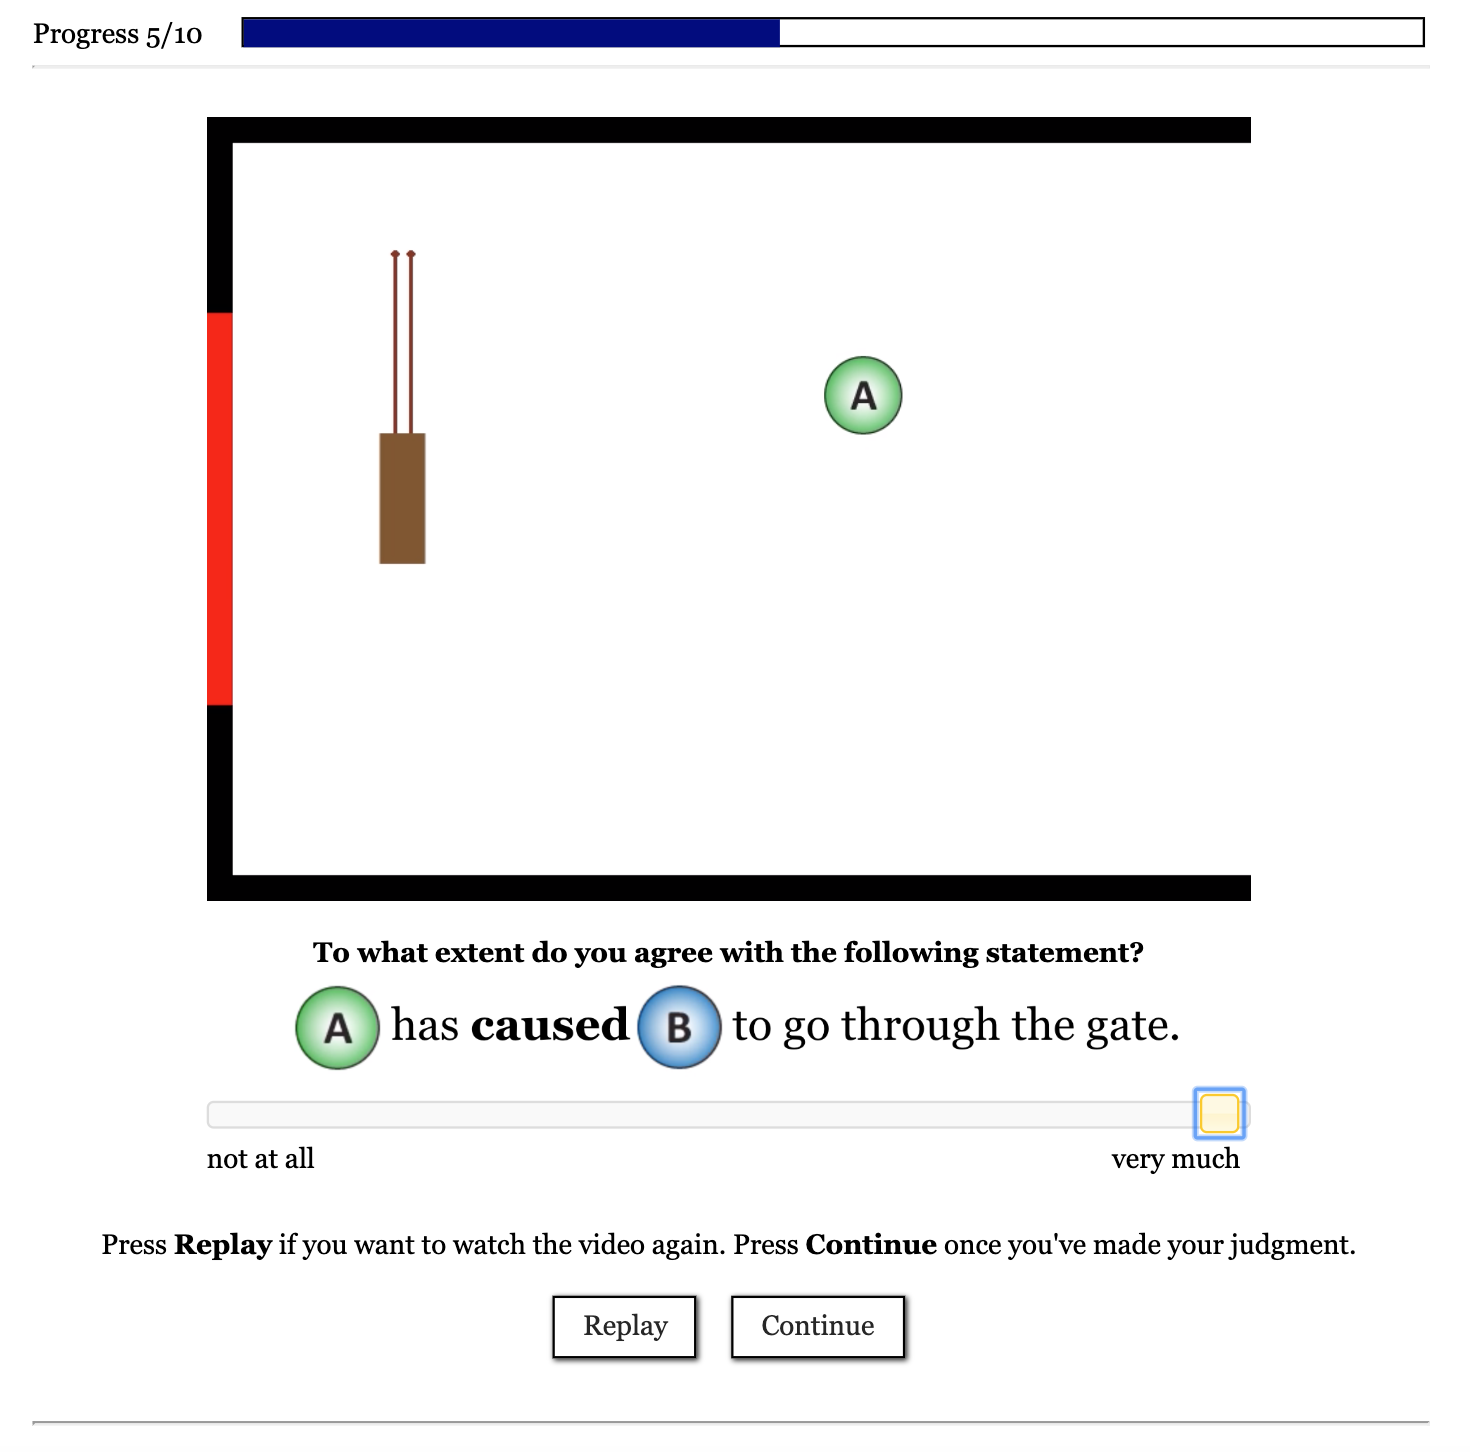 Progress 5/10
A
To what extent do you agree with the following statement?
A has caused B to go through the gate.
not at all very much
Press Replay if you want to watch the video again. Press Continue once you've made your judgment.
Replay Continue